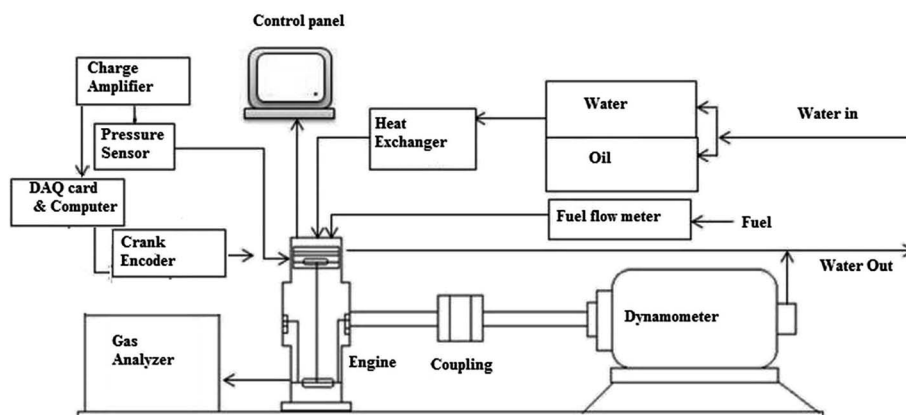 Control panel
Charge
Amplifier
Pressure
Sensor
DAQ card
& Computer
Crank
Encoder
Heat
Exchanger
Water
Oil
Water in
Fuel flow meter
Fuel
Water Out
Dynamometer
Coupling
Engine
Gas
Analyzer